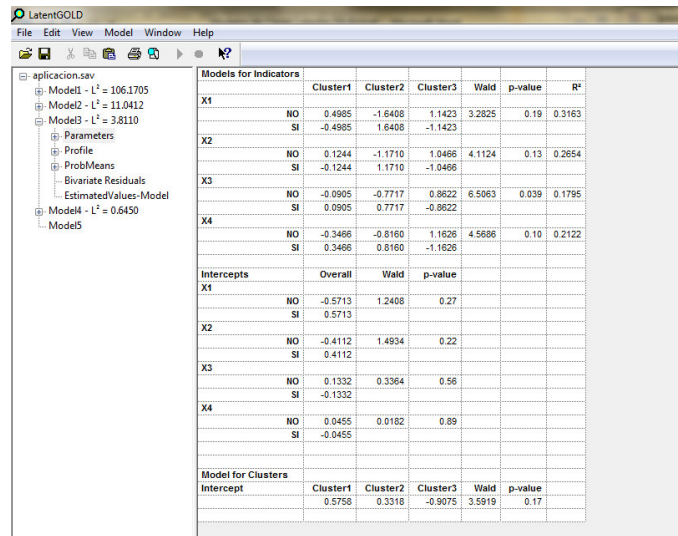 LatentGOLD
File Edit View Model Window Help
aplicacion.sav
Model1 - L² = 106.1705
Model2 - L² = 11.0412
Model3 - L² = 3.8110
Parameters
Profile
ProbMeans
Bivariate Residuals
EstimatedValues-Model
Model4 - L² = 0.6450
Model5
Models for Indicators
Cluster1 Cluster2 Cluster3 Wald p-value R²
X1
NO 0.4985 -1.6408 1.1423 3.2825 0.19 0.3163
SI -0.4985 1.6408 -1.1423
X2
NO 0.1244 -1.1710 1.0466 4.1124 0.13 0.2654
SI -0.1244 1.1710 -1.0466
X3
NO -0.0905 -0.7717 0.8622 6.5063 0.039 0.1795
SI 0.0905 0.7717 -0.8622
X4
NO -0.3466 -0.8160 1.1626 4.5686 0.10 0.2122
SI 0.3466 0.8160 -1.1626
Intercepts Overall Wald p-value
X1
NO -0.5713 1.2408 0.27
SI 0.5713
X2
NO -0.4112 1.4934 0.22
SI 0.4112
X3
NO 0.1332 0.3364 0.56
SI -0.1332
X4
NO 0.0455 0.0182 0.89
SI -0.0455
Model for Clusters
Intercept Cluster1 Cluster2 Cluster3 Wald p-value
0.5758 0.3318 -0.9075 3.5919 0.17